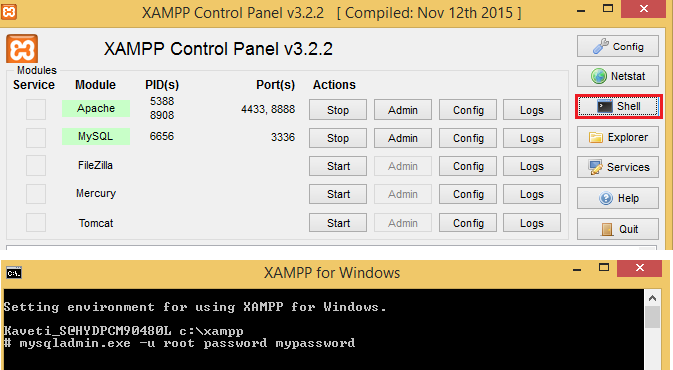 XAMPP Control Panel v3.2.2 [ Compiled: Nov 12th 2015 ]
XAMPP Control Panel v3.2.2
Config
Modules
Service Module PID(s) Port(s) Actions
Netstat
Apache 5388 8908 4433, 8888 Stop Admin Config Logs
Shell
MySQL 6656 3336 Stop Admin Config Logs
Explorer
FileZilla Start Admin Config Logs
Services
Mercury Start Admin Config Logs
Help
Tomcat Start Admin Config Logs
Quit
C:\.
XAMPP for Windows
Setting environment for using XAMPP for Windows.
Kaveti_S@HYDPCM90480L c:\xampp
# mysqladmin.exe -u root password mypassword